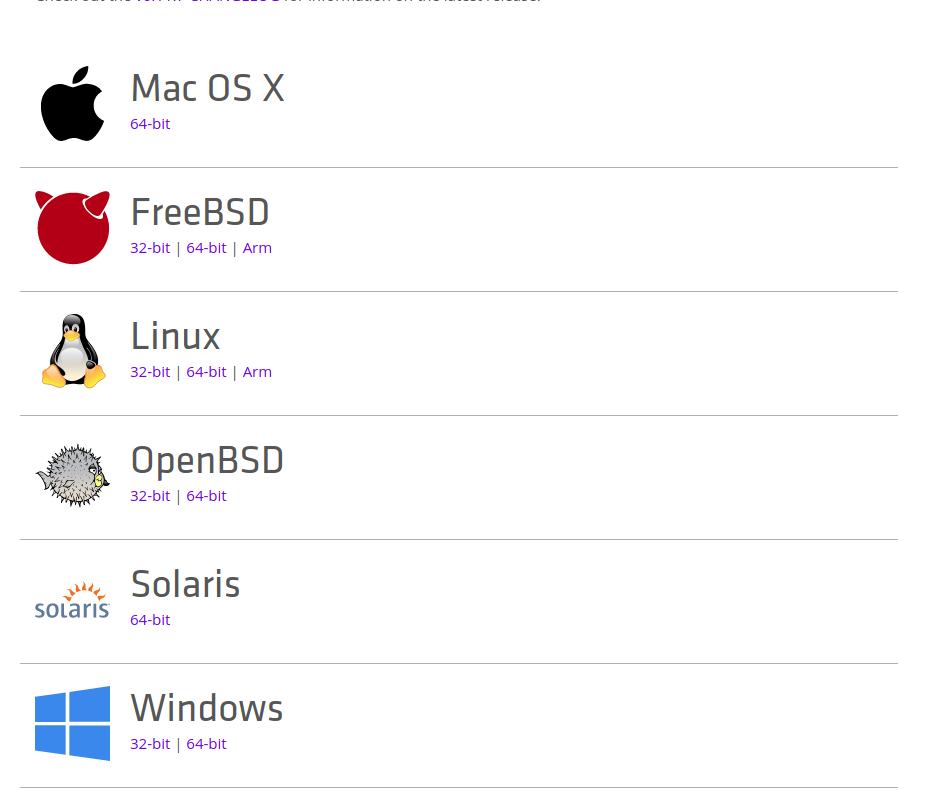 Mac OS X
64-bit
FreeBSD
32-bit | 64-bit | Arm
Linux
32-bit | 64-bit | Arm
OpenBSD
32-bit | 64-bit
solaris
Solaris
64-bit
Windows
32-bit | 64-bit